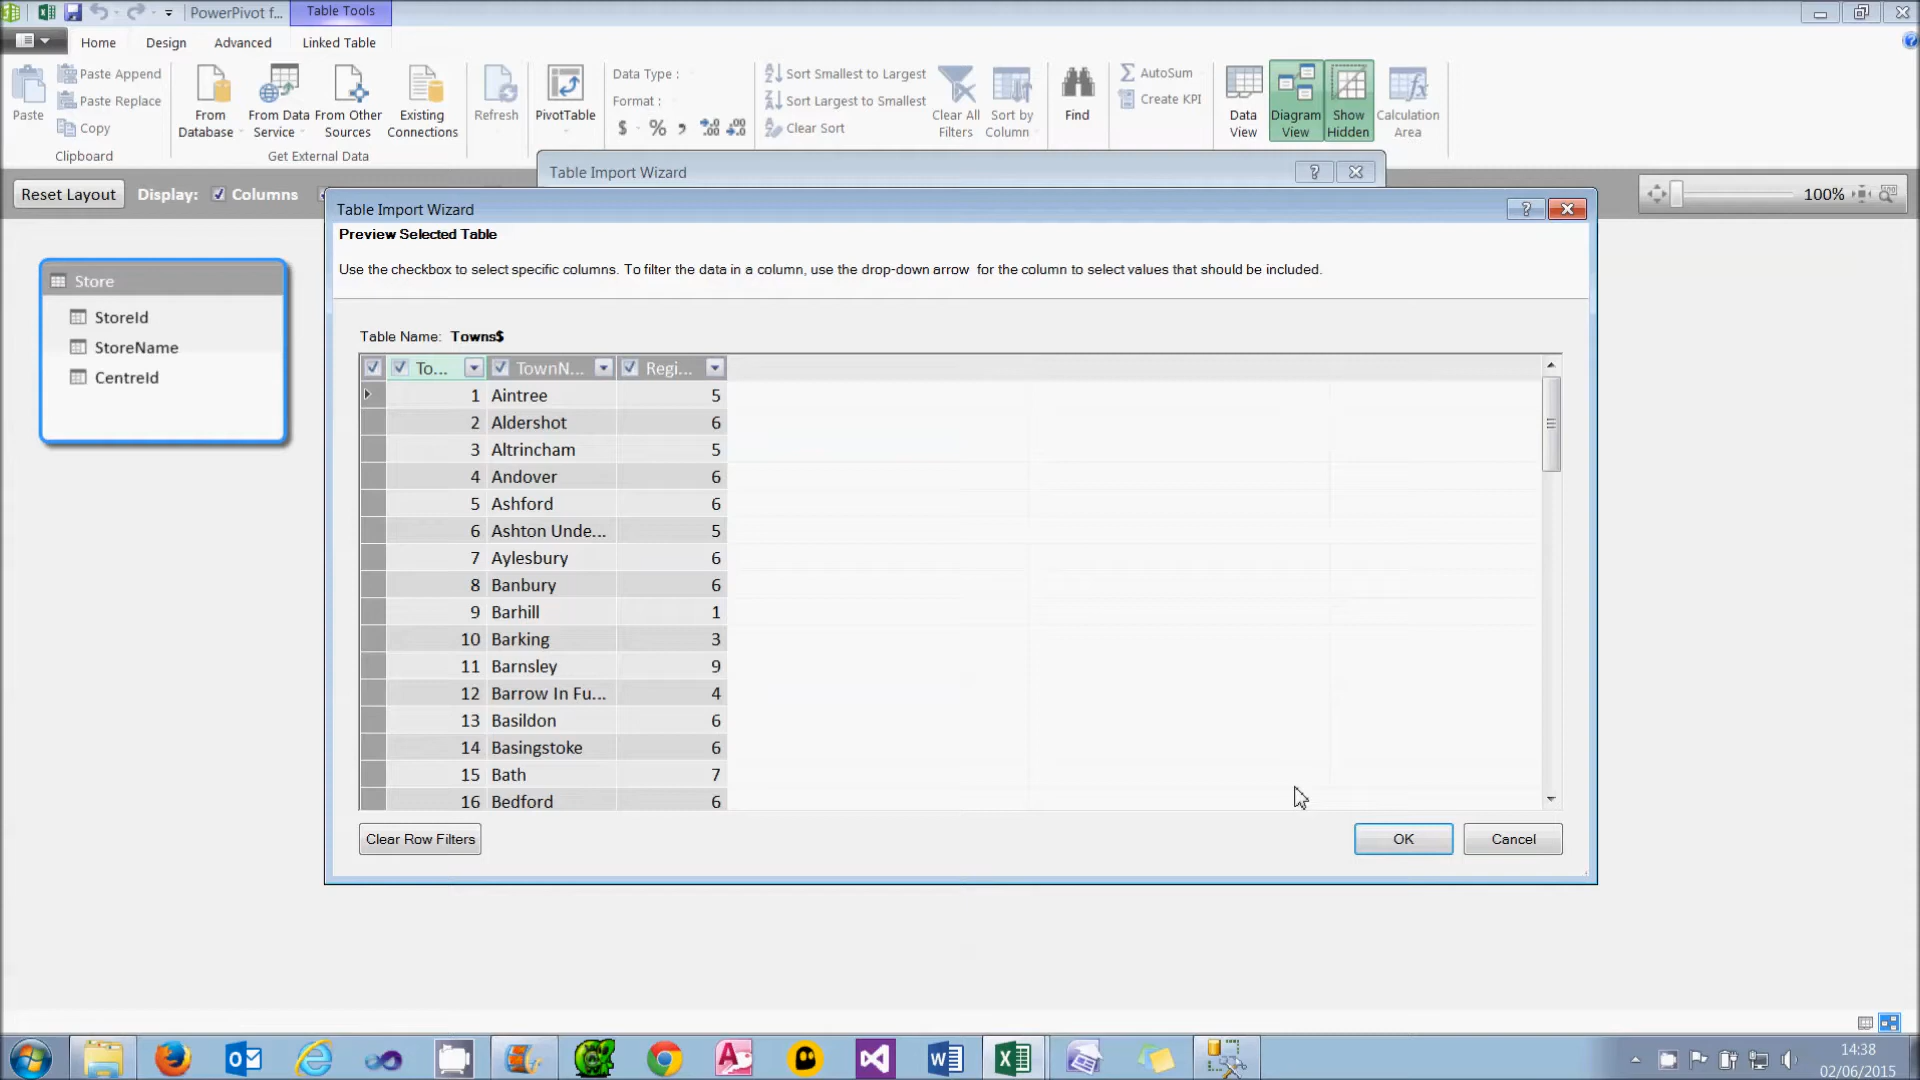 PowerPivot f...
Table Tools
Home
Design
Advanced
Linked Table
Paste
Paste Append
Paste Replace
Copy
Clipboard
From Database
From Data Service
From Other Sources
Existing Connections
Get External Data
Refresh
PivotTable
Data Type :
Format :
$ % ,
Sort Smallest to Largest
Sort Largest to Smallest
Clear Sort
Clear All Filters
Sort by Column
Find
AutoSum
Create KPI
Data View
Diagram View
Show Hidden
Calculation Area
Reset Layout
Display:
Columns
100%
Table Import Wizard
Table Import Wizard
Preview Selected Table
Use the checkbox to select specific columns. To filter the data in a column, use the drop-down arrow for the column to select values that should be included.
Store
StoreId
StoreName
CentreId
Table Name: Towns$
To... TownN... Regi...
1 Aintree 5
2 Aldershot 6
3 Altrincham 5
4 Andover 6
5 Ashford 6
6 Ashton Unde... 5
7 Aylesbury 6
8 Banbury 6
9 Barhill 1
10 Barking 3
11 Barnsley 9
12 Barrow In Fu... 4
13 Basildon 6
14 Basingstoke 6
15 Bath 7
16 Bedford 6
Clear Row Filters
OK
Cancel
14:38
02/06/2015